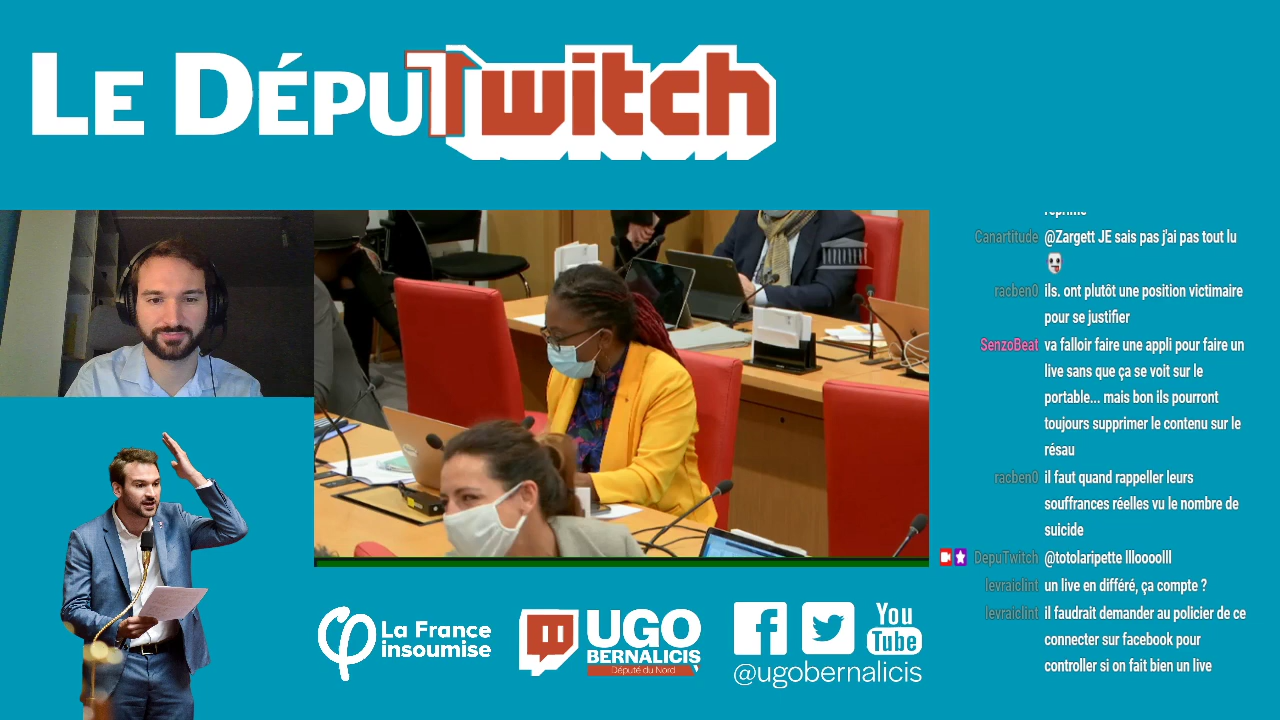 LE DÉPUTwitch
réprime
Canartitude @Zargett JE sais pas j'ai pas tout lu
racben0 ils. ont plutôt une position victimaire
pour se justifier
SenzoBeat va falloir faire une appli pour faire un
live sans que ça se voit sur le
portable... mais bon ils pourront
toujours supprimer le contenu sur le
résau
racben0 il faut quand rappeller leurs
souffrances réelles vu le nombre de
suicide
DepuTwitch @totolaripette llloooolll
levraiclint un live en différé, ça compte ?
levraiclint il faudrait demander au policier de ce
connecter sur facebook pour
controller si on fait bien un live
La France
insoumise
UGO
BERNALICIS
Député du Nord
You
Tube
@ugobernalicis